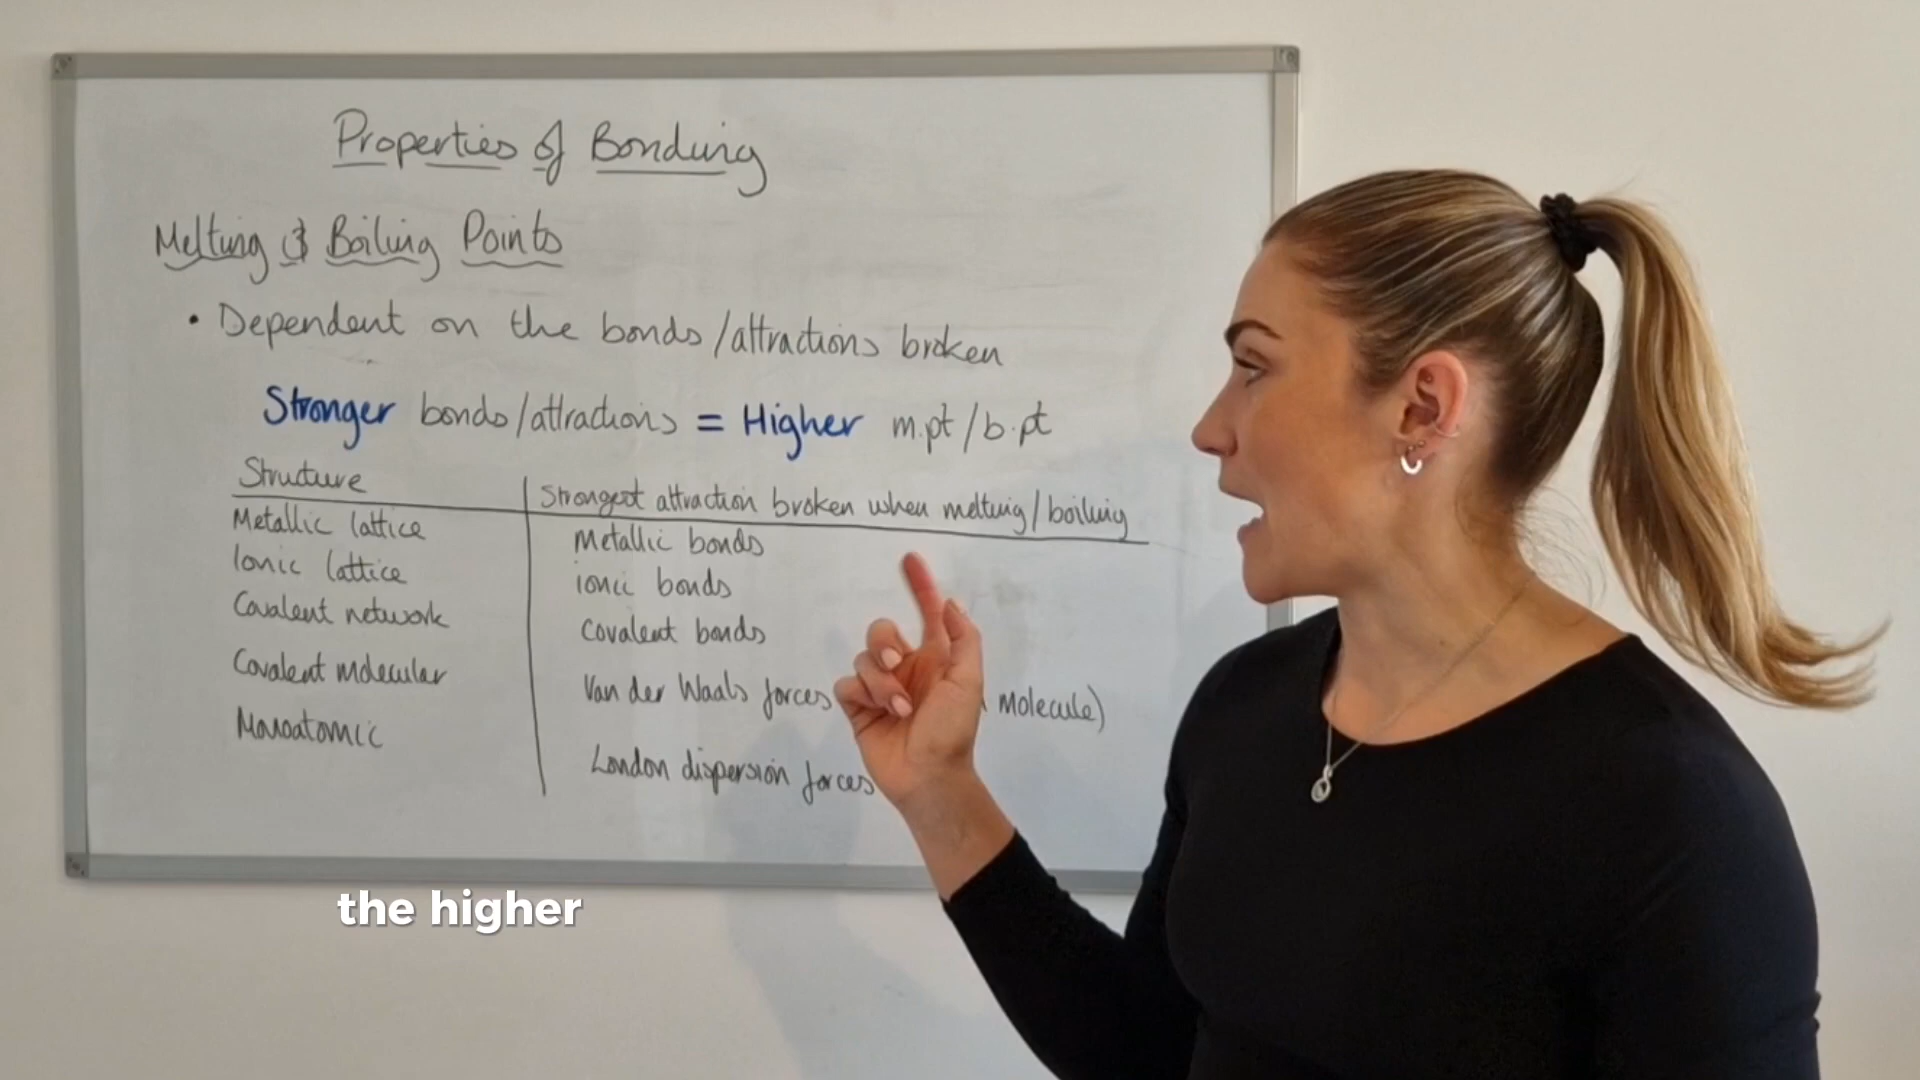 Properties of Bonding
Melting & Boiling Points
• Dependent on the bonds/attractions broken
Stronger bonds/attractions = Higher m.pt/b.pt
Structure
Strongest attraction broken when melting/boiling
Metallic lattice
Metallic bonds
Ionic lattice
ionic bonds
Covalent network
Covalent bonds
Covalent molecular
Van der Waals forces molecule)
Monoatomic
London dispersion forces
the higher